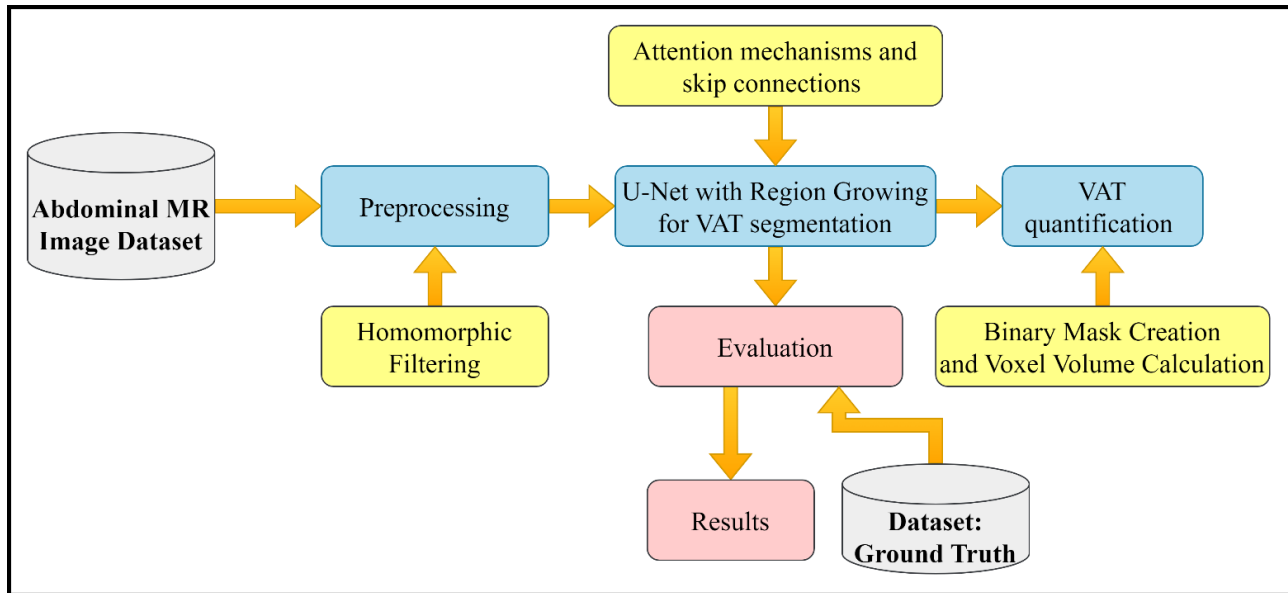 Attention mechanisms and
skip connections
Abdominal MR
Image Dataset
Preprocessing
U-Net with Region Growing
for VAT segmentation
VAT
quantification
Homomorphic
Filtering
Evaluation
Binary Mask Creation
and Voxel Volume Calculation
Results
Dataset:
Ground Truth